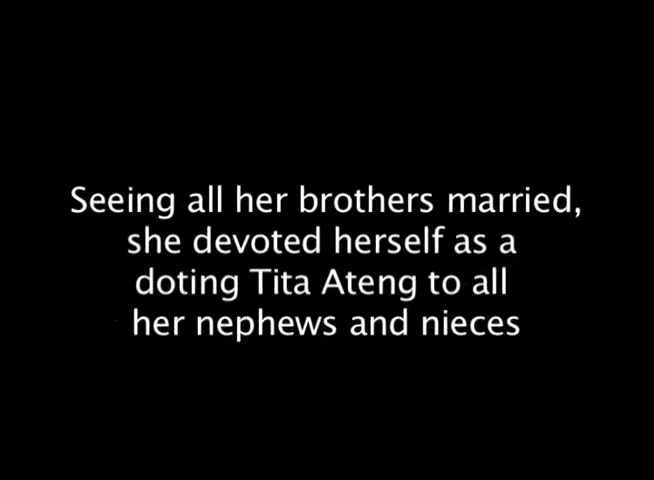 Seeing all her brothers married,
she devoted herself as a
doting Tita Ateng to all
her nephews and nieces